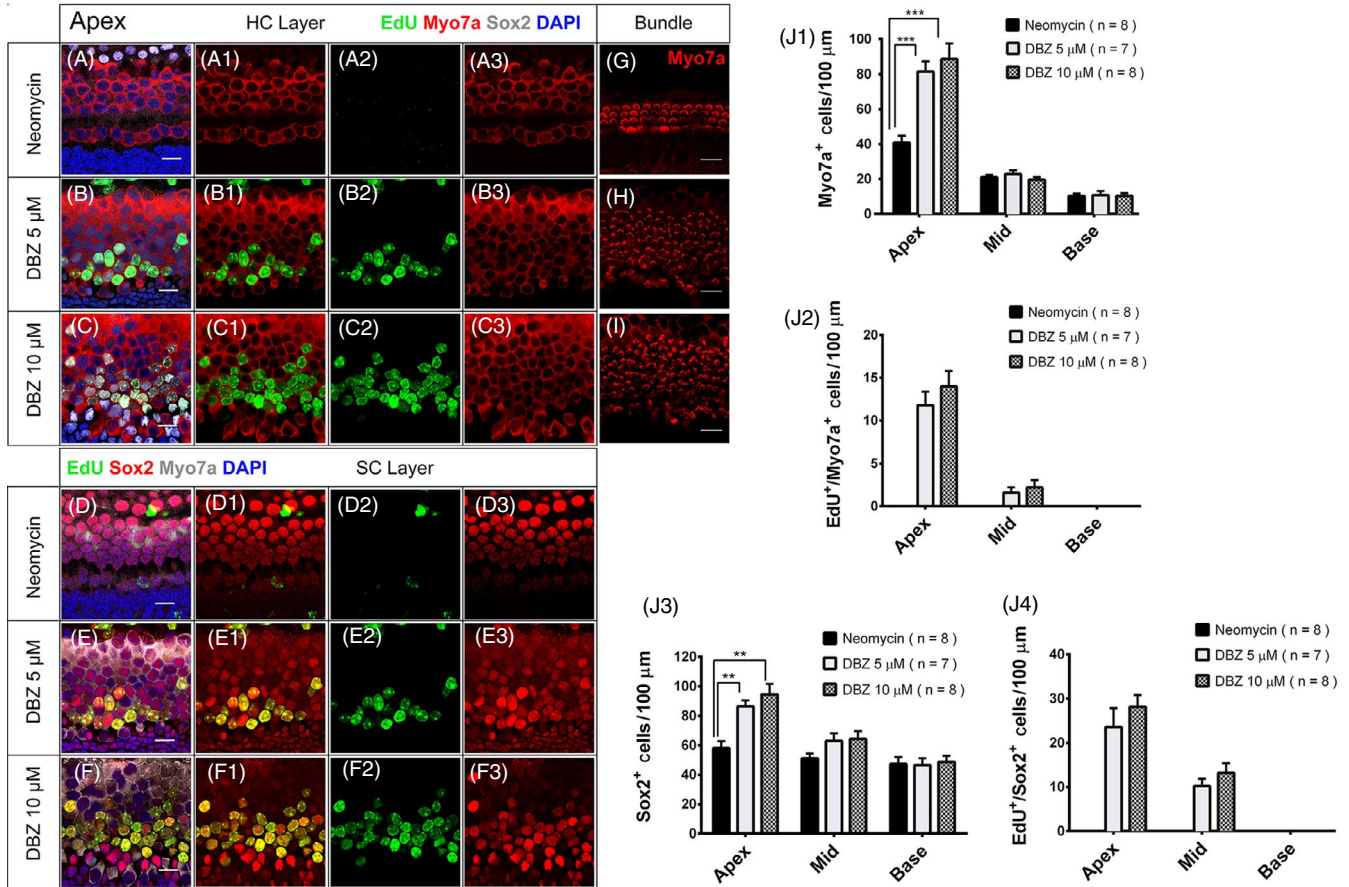 Apex HC Layer EdU Myo7a Sox2 DAPI Bundle
Neomycin
(A) (A1) (A2) (A3) (G) Myo7a
DBZ 5 µM
(B) (B1) (B2) (B3) (H)
DBZ 10 µM
(C) (C1) (C2) (C3) (I)
EdU Sox2 Myo7a DAPI SC Layer
Neomycin
(D) (D1) (D2) (D3)
DBZ 5 µM
(E) (E1) (E2) (E3)
DBZ 10 µM
(F) (F1) (F2) (F3)
(J1)
Myo7a+ cells/100 µm
100
80
60
40
20
0
*** ***
Neomycin ( n = 8 )
DBZ 5 µM ( n = 7 )
DBZ 10 µM ( n = 8 )
Apex Mid Base
(J2)
EdU+/Myo7a+ cells/100 µm
20
15
10
5
0
Neomycin ( n = 8 )
DBZ 5 µM ( n = 7 )
DBZ 10 µM ( n = 8 )
Apex Mid Base
(J3)
Sox2+ cells/100 µm
120
100
80
60
40
20
0
** **
Neomycin ( n = 8 )
DBZ 5 µM ( n = 7 )
DBZ 10 µM ( n = 8 )
Apex Mid Base
(J4)
EdU+/Sox2+ cells/100 µm
40
30
20
10
0
Neomycin ( n = 8 )
DBZ 5 µM ( n = 7 )
DBZ 10 µM ( n = 8 )
Apex Mid Base